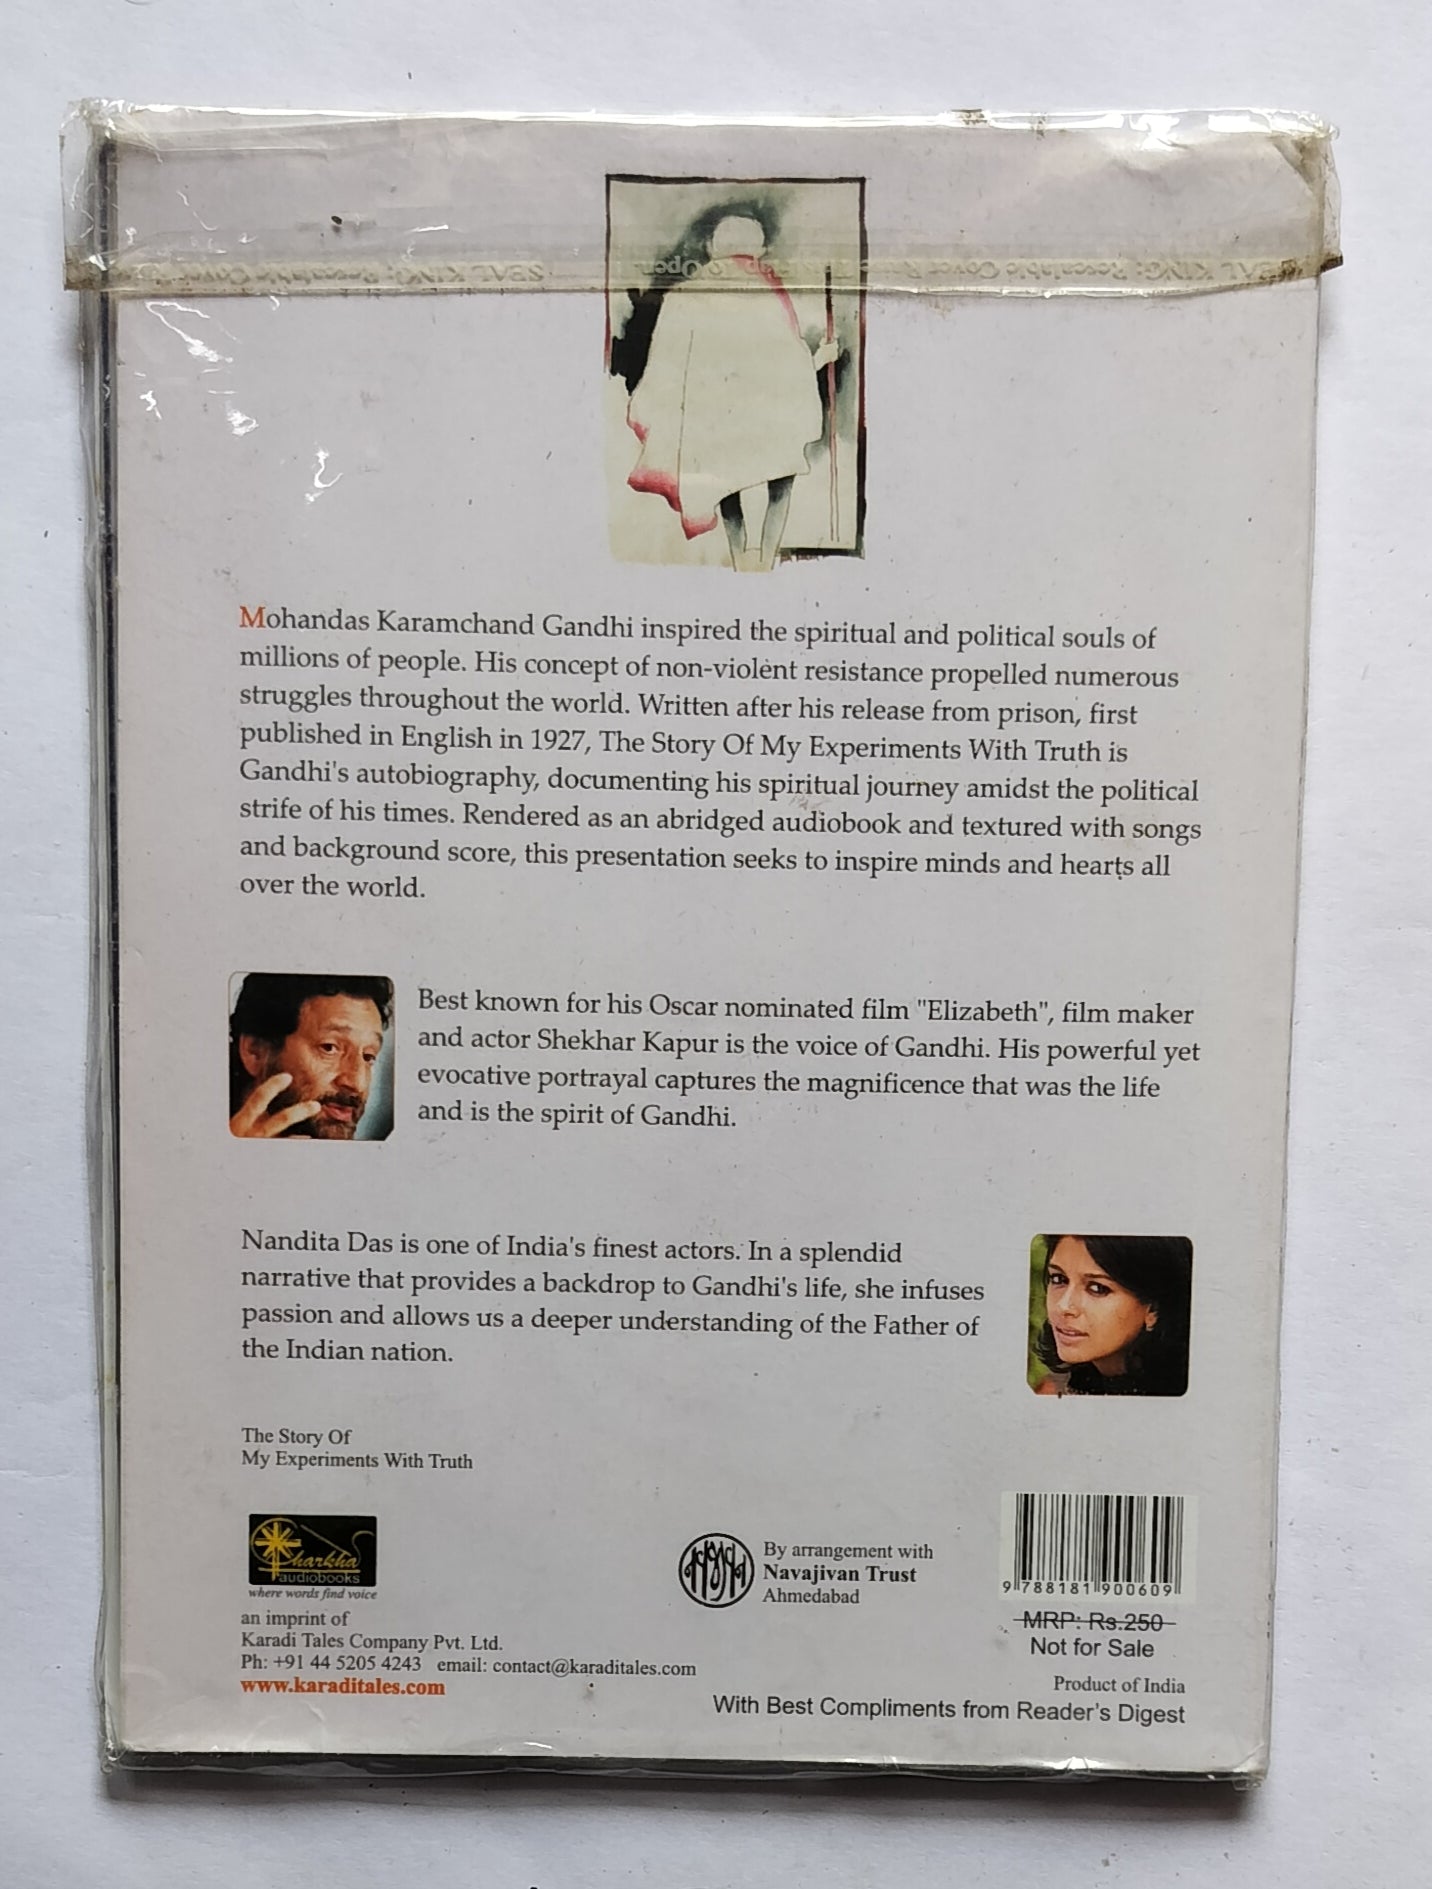 SEAL KING: Resealable Cover
Mohandas Karamchand Gandhi inspired the spiritual and political souls of
millions of people. His concept of non-violent resistance propelled numerous
struggles throughout the world. Written after his release from prison, first
published in English in 1927, The Story Of My Experiments With Truth is
Gandhi's autobiography, documenting his spiritual journey amidst the political
strife of his times. Rendered as an abridged audiobook and textured with songs
and background score, this presentation seeks to inspire minds and hearts all
over the world.
Best known for his Oscar nominated film "Elizabeth", film maker
and actor Shekhar Kapur is the voice of Gandhi. His powerful yet
evocative portrayal captures the magnificence that was the life
and is the spirit of Gandhi.
Nandita Das is one of India's finest actors. In a splendid
narrative that provides a backdrop to Gandhi's life, she infuses
passion and allows us a deeper understanding of the Father of
the Indian nation.
The Story Of
My Experiments With Truth
Charkha
audiobooks
where words find voice
an imprint of
Karadi Tales Company Pvt. Ltd.
Ph: +91 44 5205 4243 email: contact@karaditales.com
www.karaditales.com
By arrangement with
Navajivan Trust
Ahmedabad
9 788181 900609
MRP: Rs.250
Not for Sale
Product of India
With Best Compliments from Reader's Digest